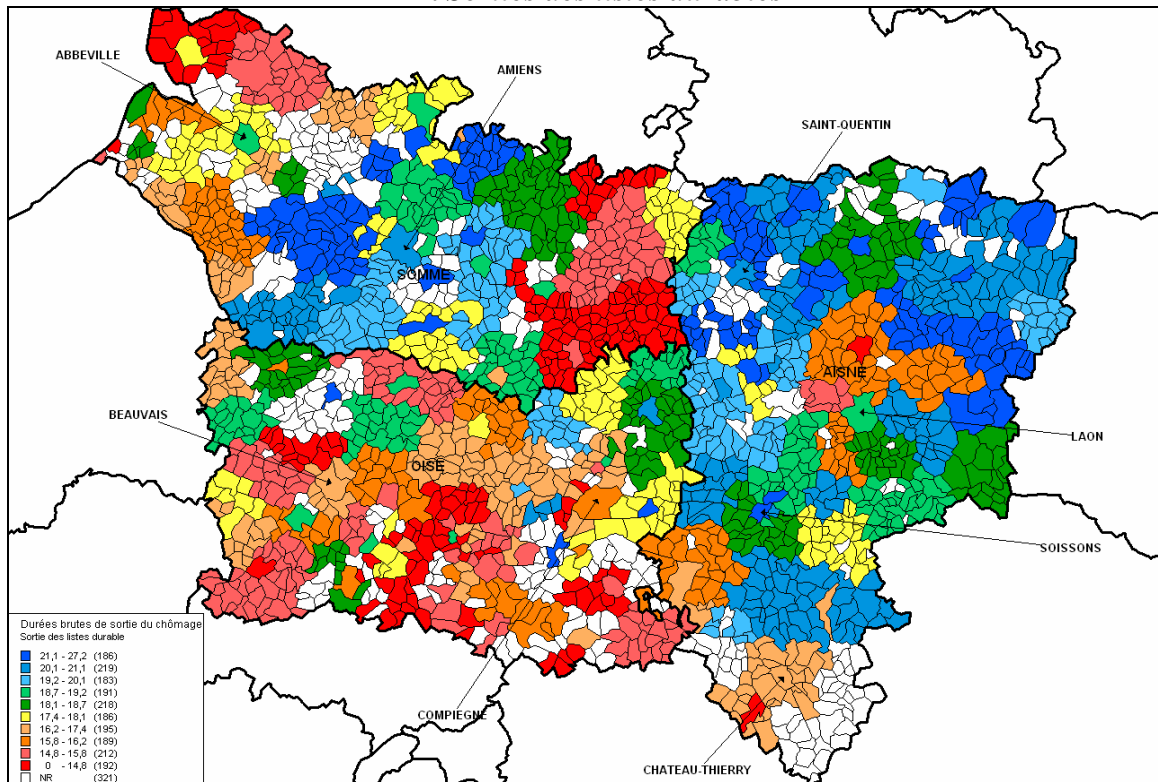 ABBEVILLE
AMIENS
SAINT-QUENTIN
SOMME
AISNE
BEAUVAIS
OISE
LAON
SOISSONS
COMPIEGNE
CHATEAU-THIERRY
Durées brutes de sortie du chômage
Sortie des listes durable
21,1 - 27,2 (186)
20,1 - 21,1 (219)
19,2 - 20,1 (183)
18,7 - 19,2 (191)
18,1 - 18,7 (218)
17,4 - 18,1 (186)
16,2 - 17,4 (195)
15,8 - 16,2 (189)
14,8 - 15,8 (212)
0 - 14,8 (192)
NR (321)